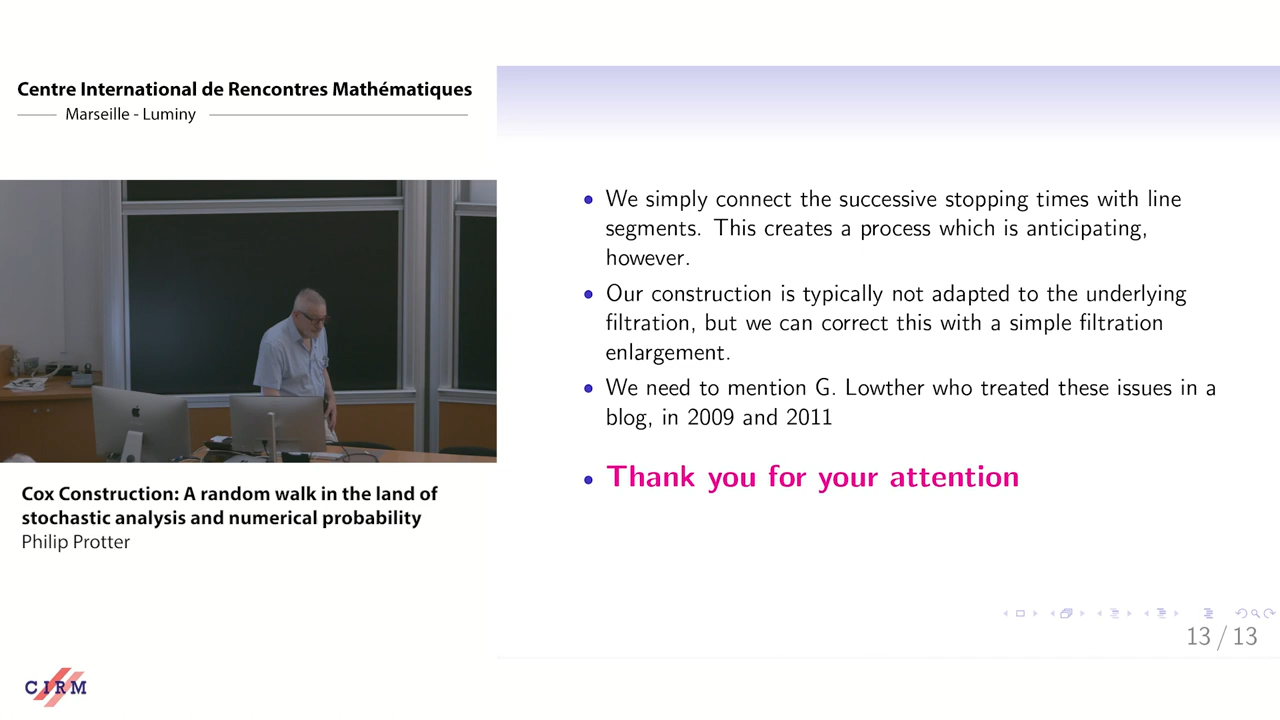 Centre International de Rencontres Mathématiques
Marseille - Luminy
We simply connect the successive stopping times with line
segments. This creates a process which is anticipating,
however.
Our construction is typically not adapted to the underlying
filtration, but we can correct this with a simple filtration
enlargement.
We need to mention G. Lowther who treated these issues in a
blog, in 2009 and 2011
Thank you for your attention
Cox Construction: A random walk in the land of
stochastic analysis and numerical probability
Philip Protter
13 / 13
CIRM